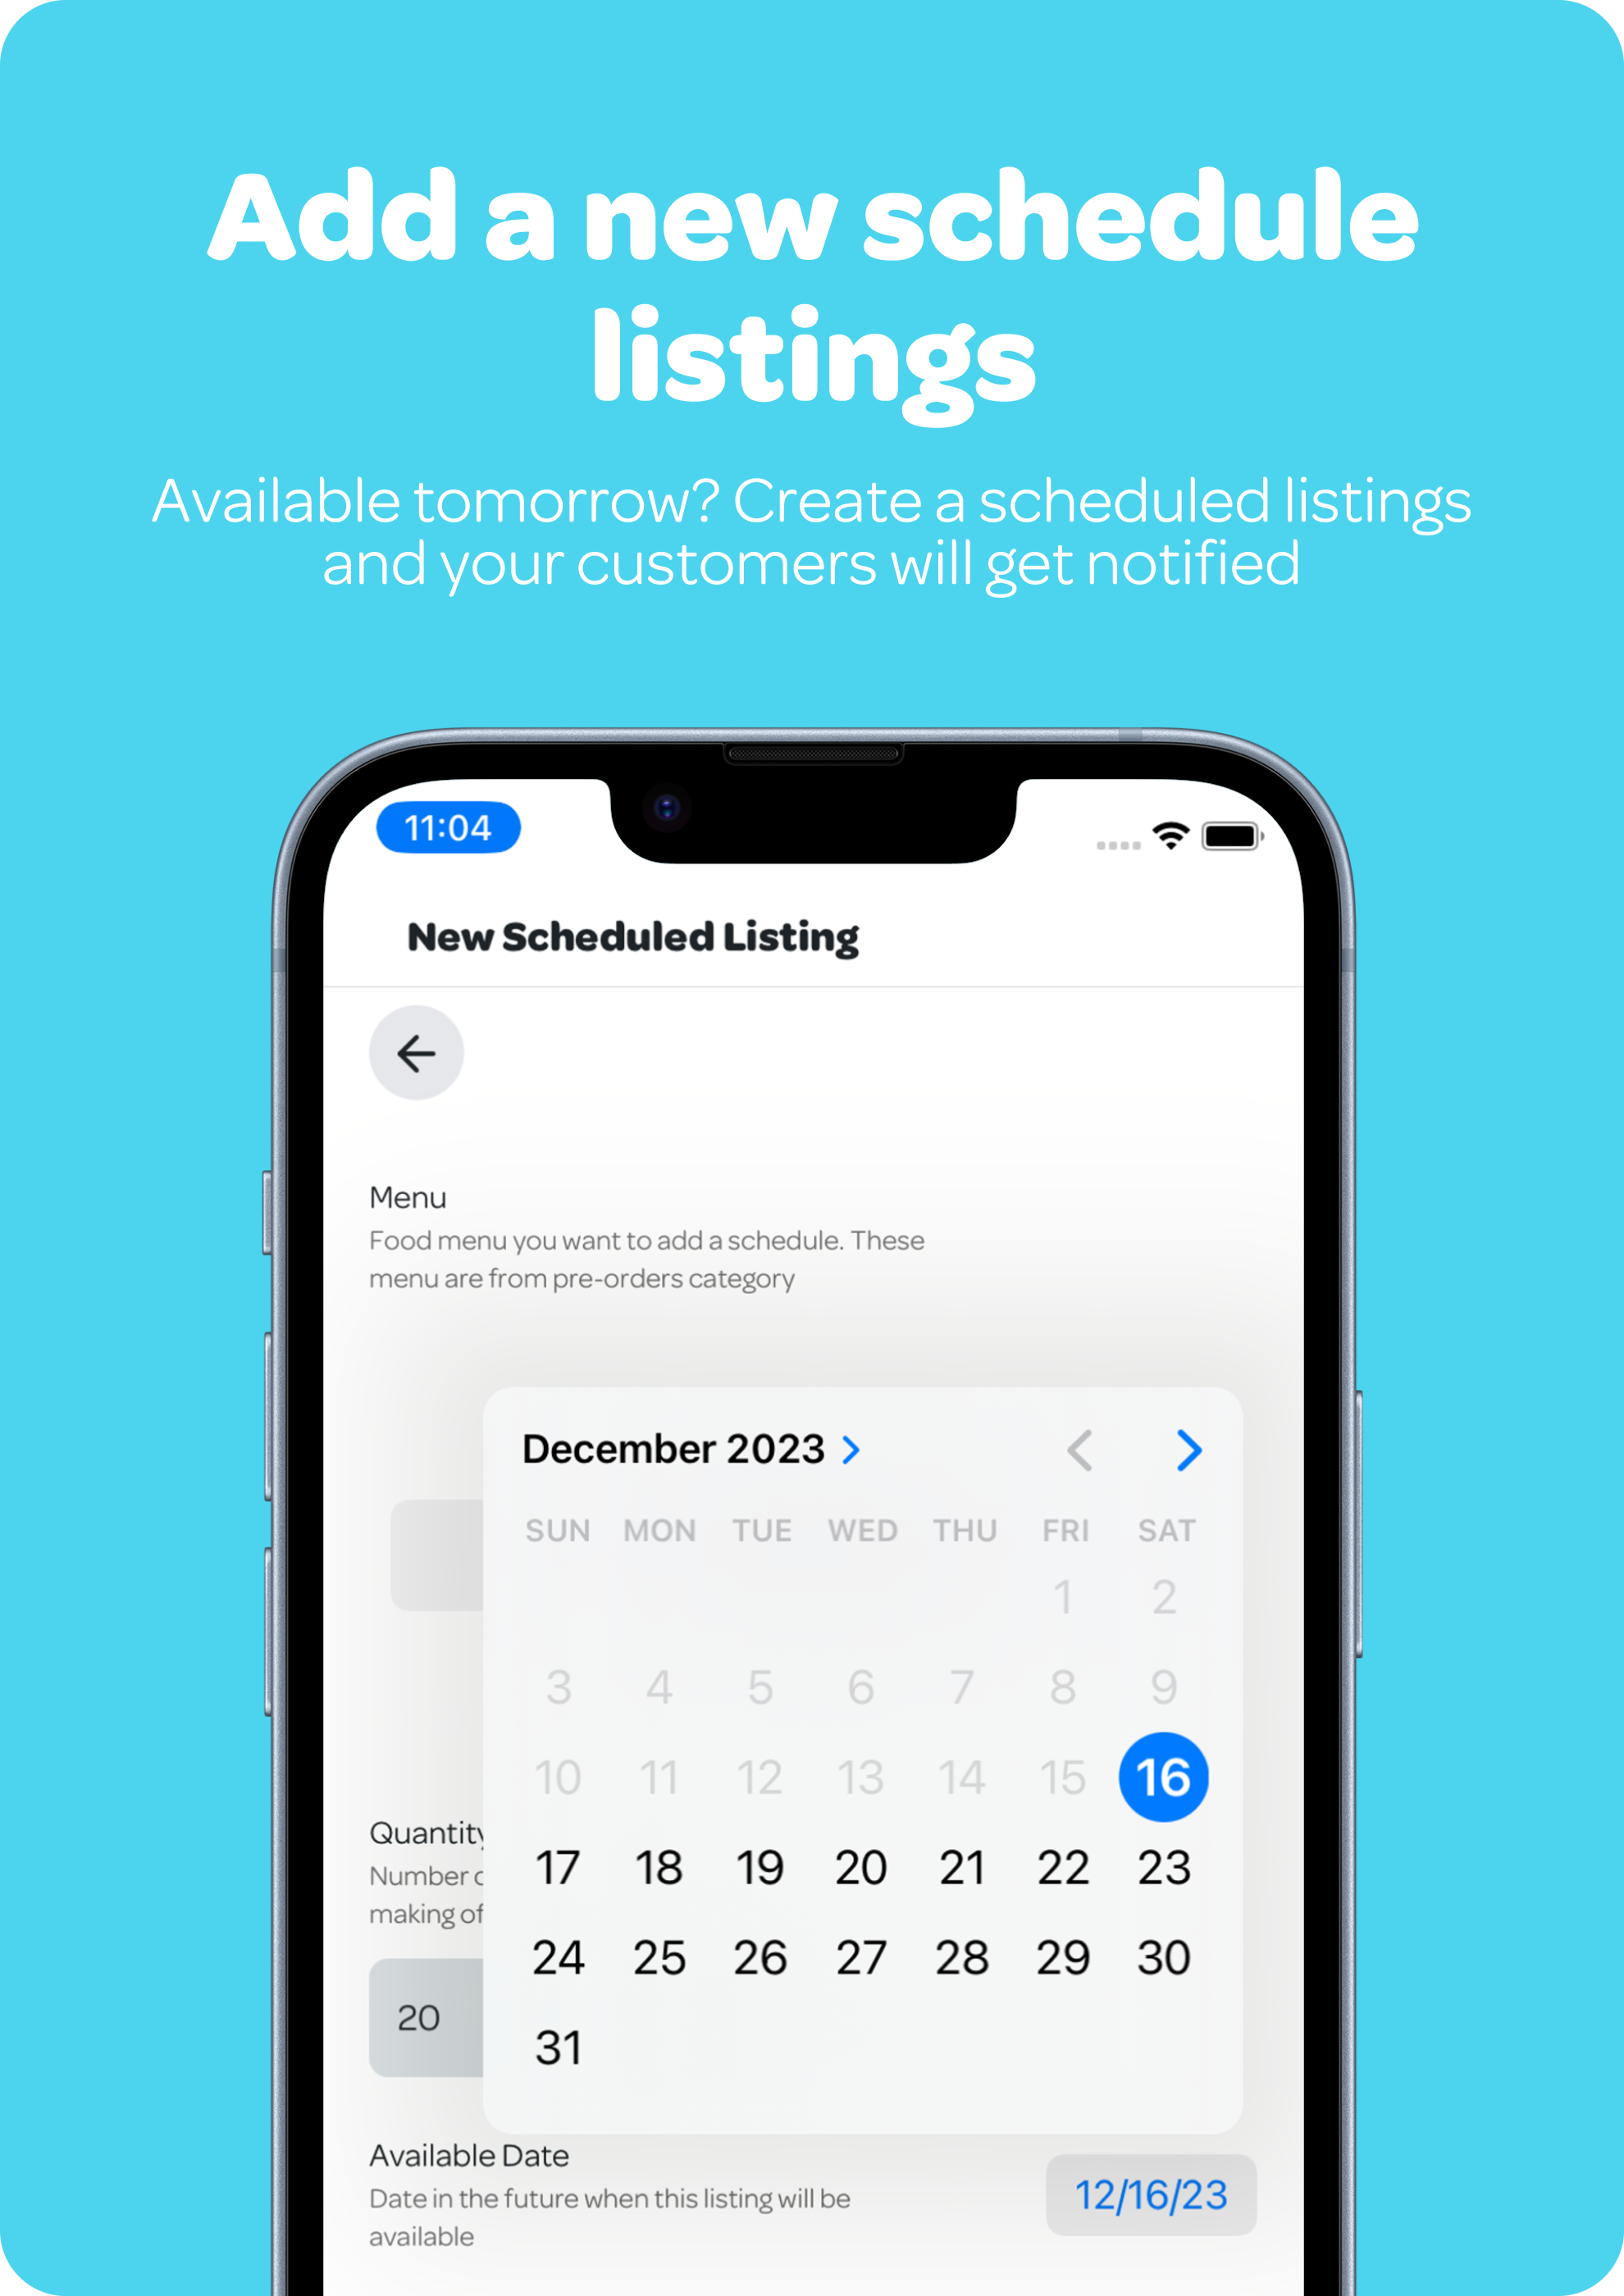 Add a new schedule
listings
Available tomorrow? Create a scheduled listings
and your customers will get notified
11:04
New Scheduled Listing
Menu
Food menu you want to add a schedule. These
menu are from pre-orders category
December 2023
SUN MON TUE WED THU FRI SAT
1 2
3 4 5 6 7 8 9
10 11 12 13 14 15 16
17 18 19 20 21 22 23
24 25 26 27 28 29 30
31
Quantity
Number
making of
20
Available Date
Date in the future when this listing will be
available
12/16/23